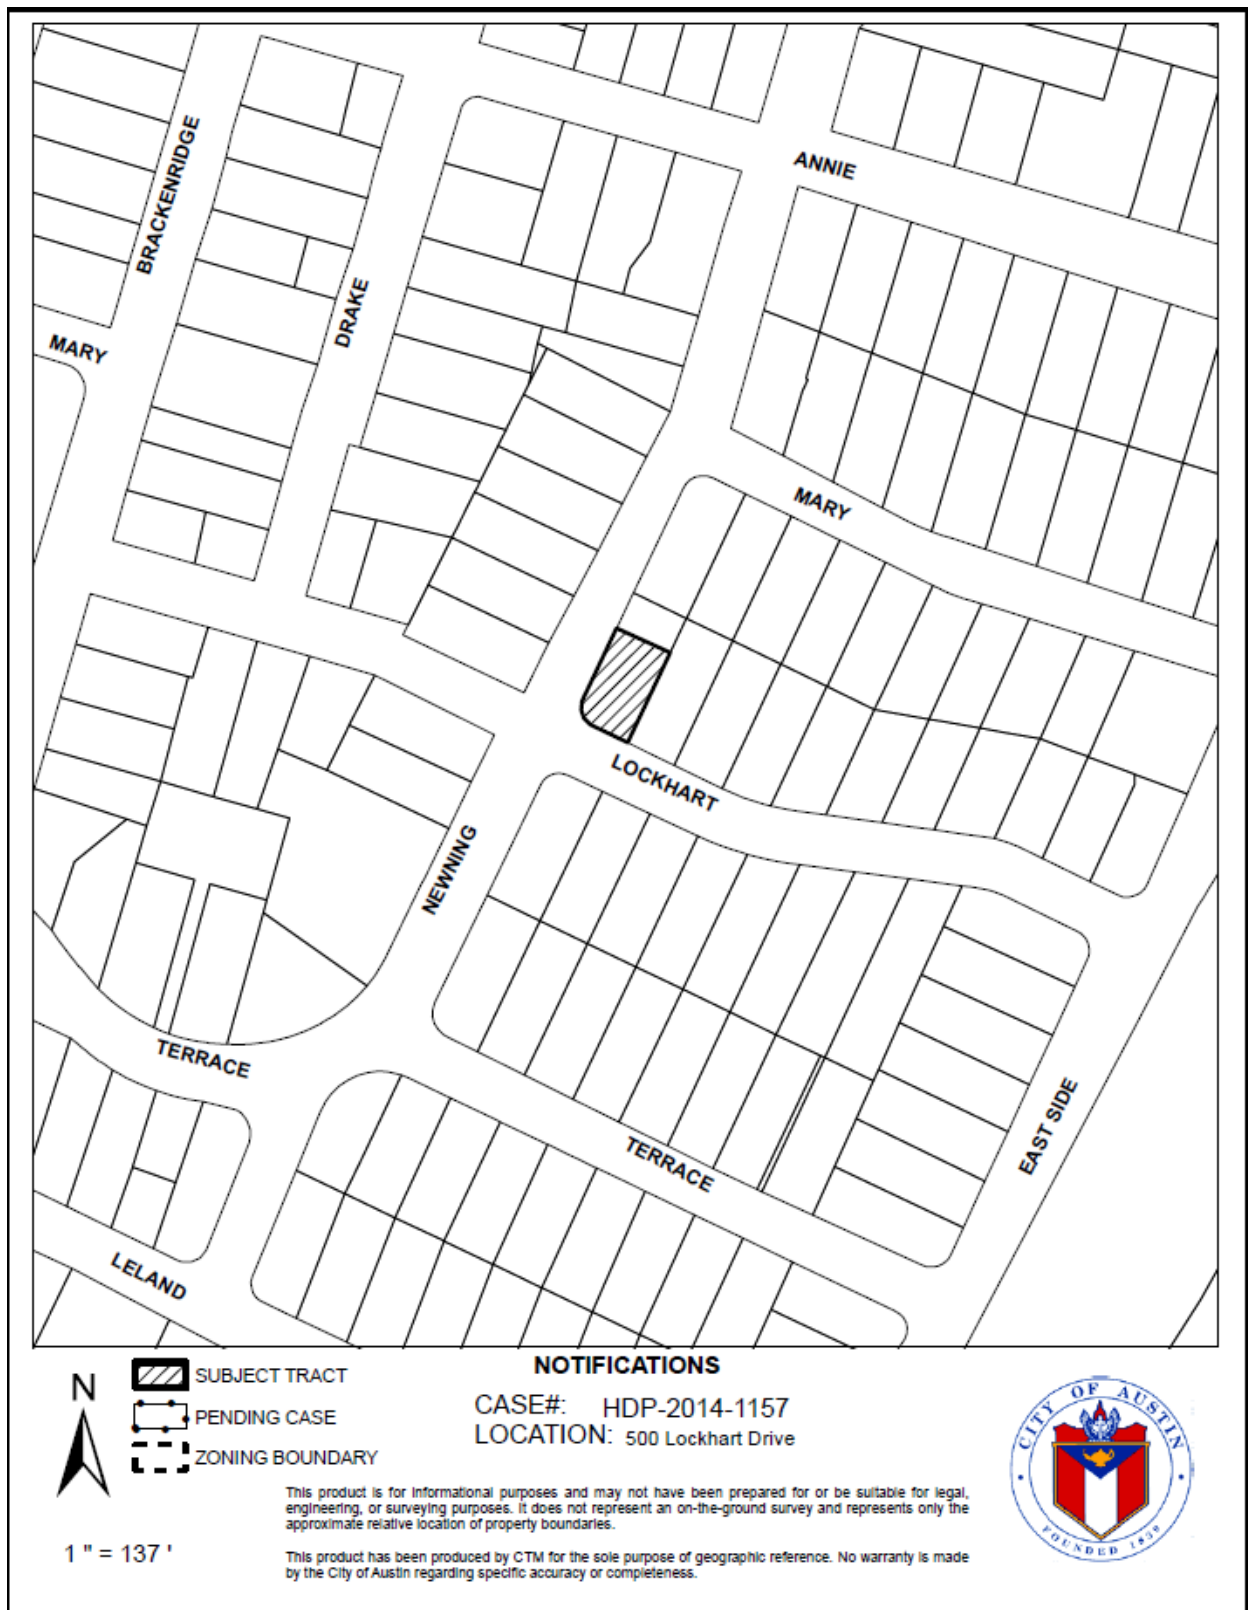 ANNIE
BRACKENRIDGE
DRAKE
MARY
MARY
LOCKHART
NEWNING
TERRACE
EAST SIDE
TERRACE
LELAND
NOTIFICATIONS
N
SUBJECT TRACT
PENDING CASE
ZONING BOUNDARY
CASE#: HDP-2014-1157
LOCATION: 500 Lockhart Drive
CITY OF AUSTIN
FOUNDED 1839
This product is for informational purposes and may not have been prepared for or be suitable for legal,
engineering, or surveying purposes. It does not represent an on-the-ground survey and represents only the
approximate relative location of property boundaries.
1 " = 137 '
This product has been produced by CTM for the sole purpose of geographic reference. No warranty is made
by the City of Austin regarding specific accuracy or completeness.